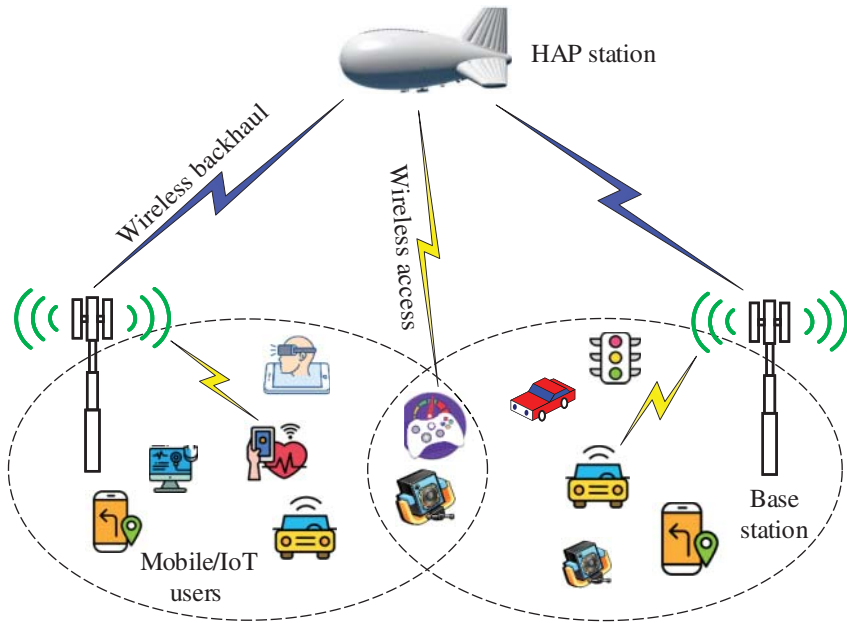 HAP station
Wireless backhaul
Wireless access
Base
station
Mobile/IoT
users